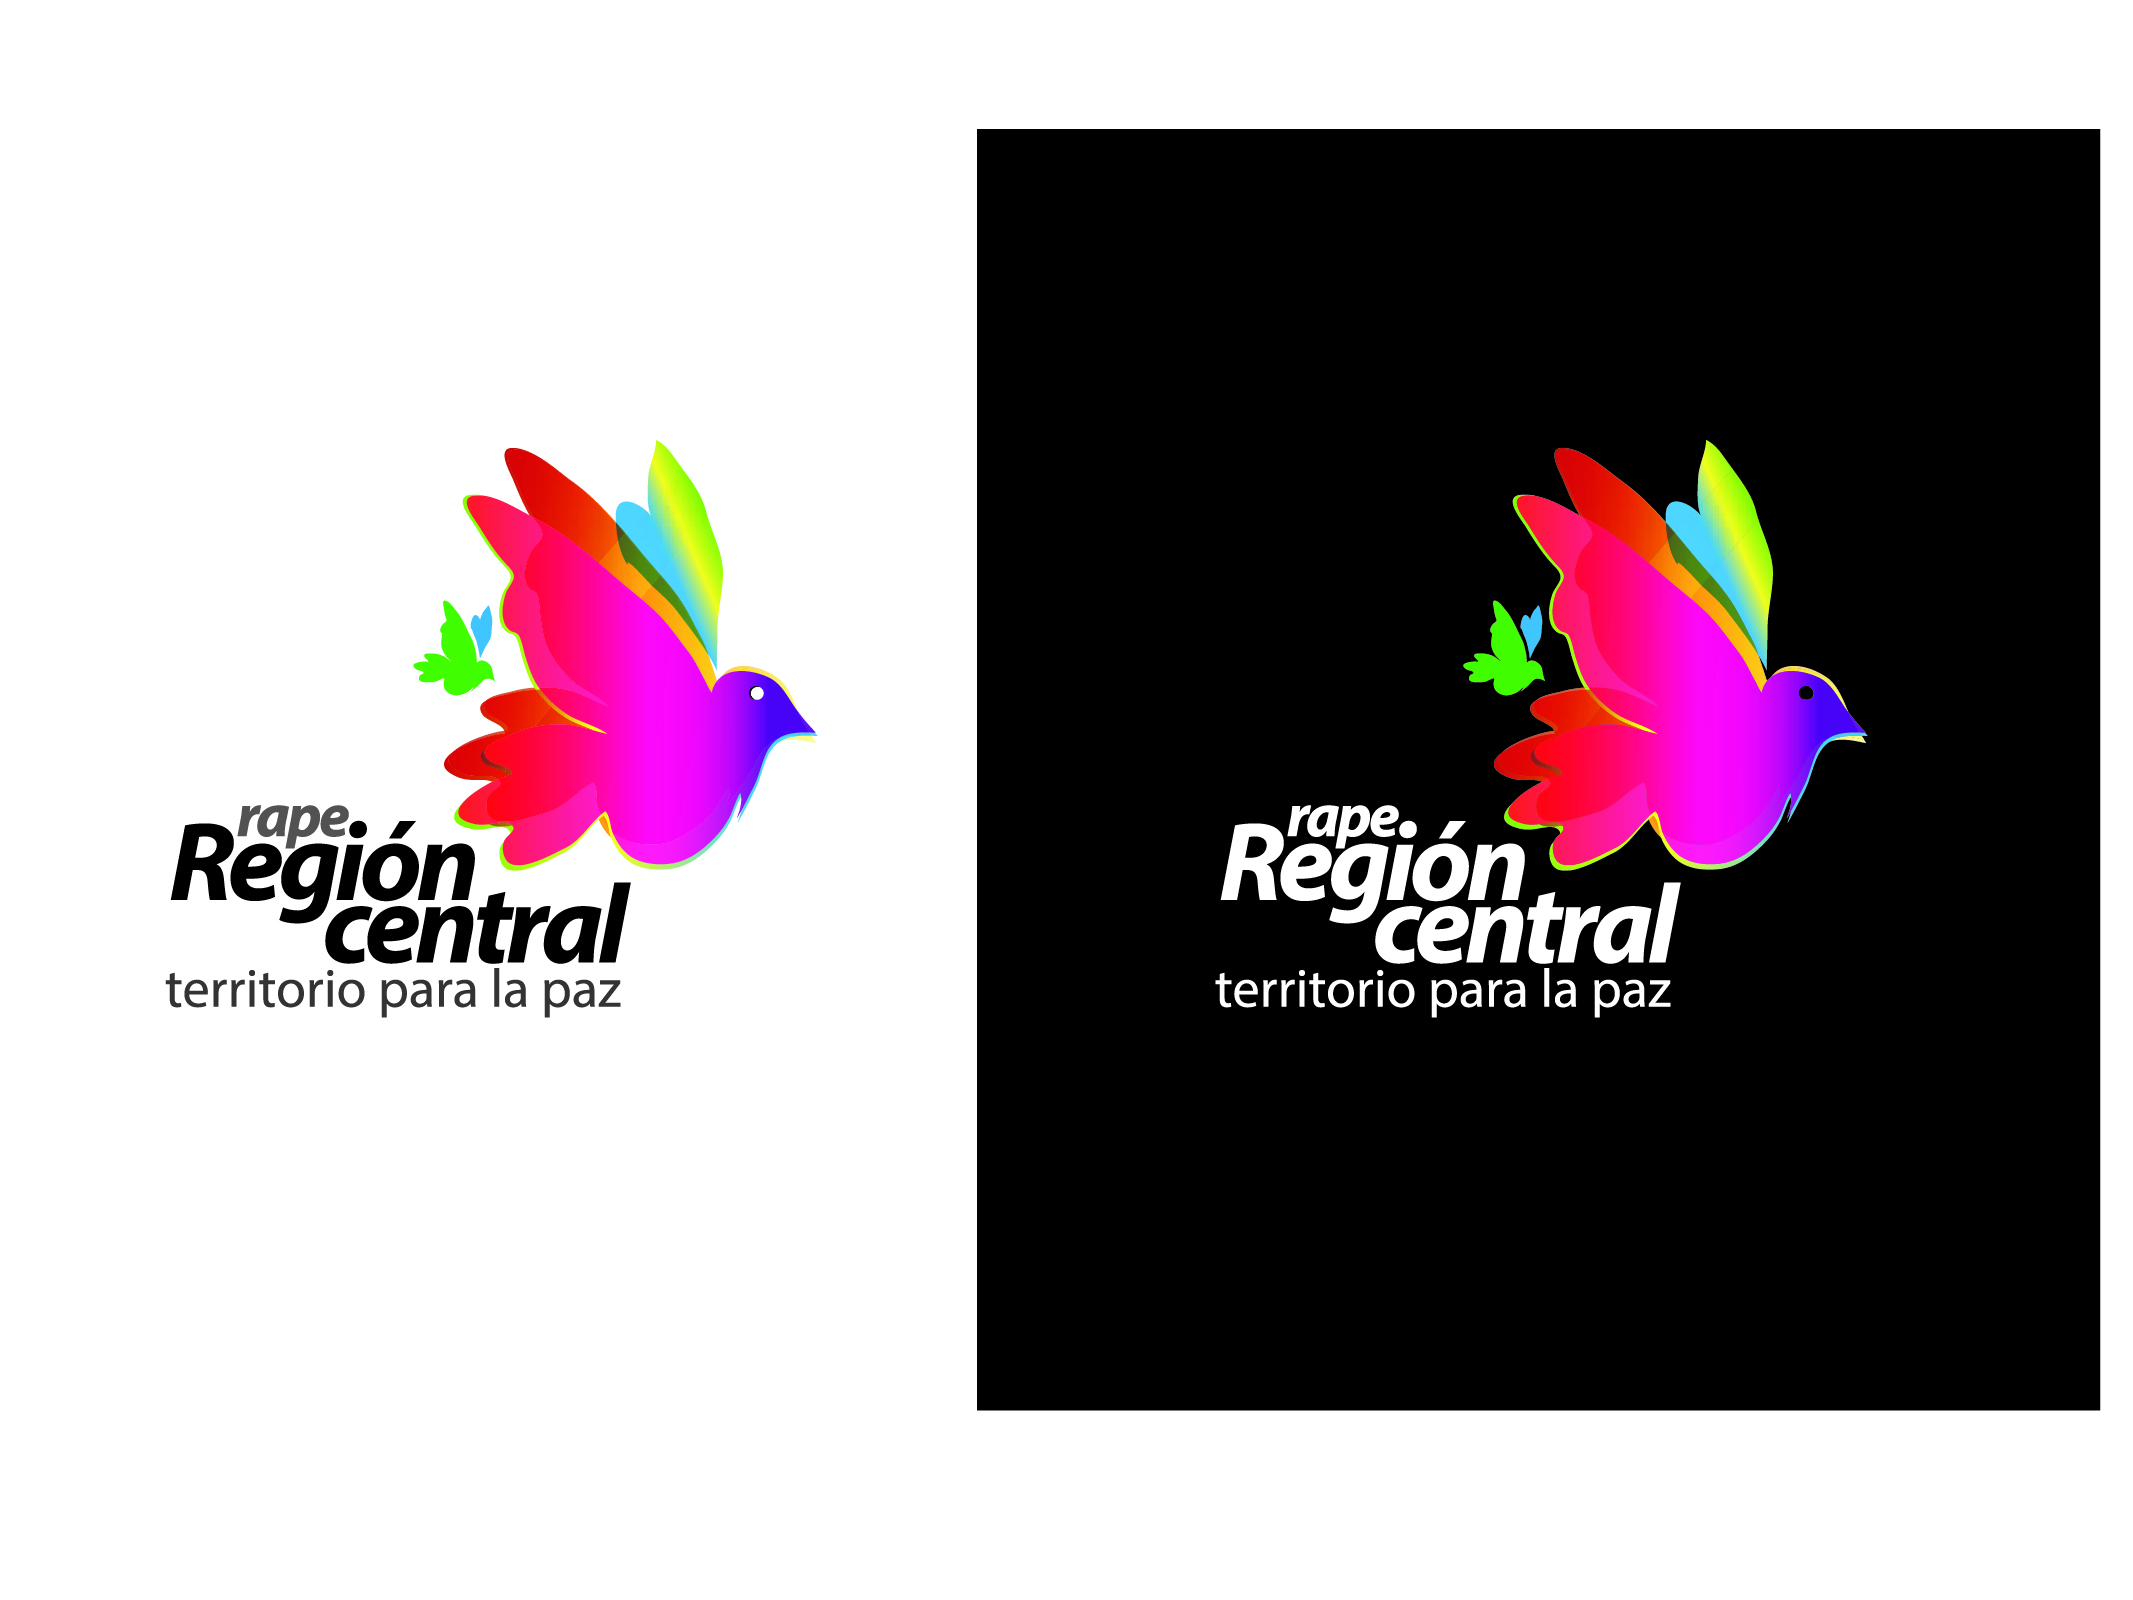 rape
Región
central
territorio para la paz
rape
Región
central
territorio para la paz